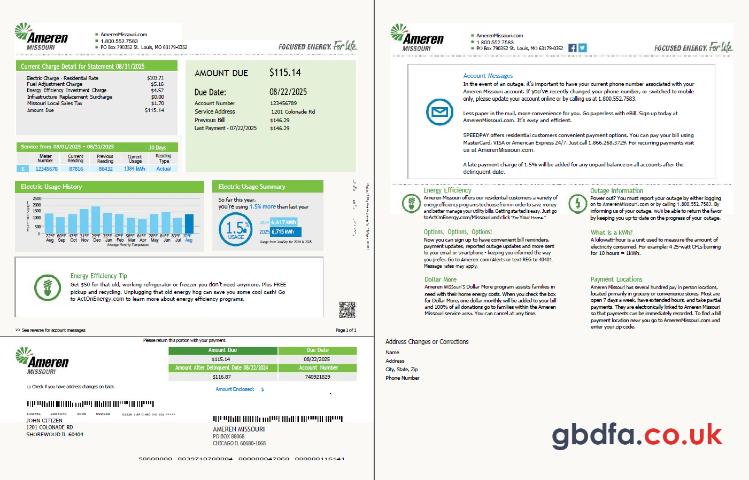 Ameren
MISSOURI
AmerenMissouri.com
1.800.552.7583
PO Box 790352 St. Louis, MO 63179-0352
FOCUSED ENERGY. For life.
Current Charge Detail for Statement 08/31/2025
Electric Charge - Residential Rate $103.71
Fuel Adjustment Charge $5.16
Energy Efficiency Investment Charge $4.57
Infrastructure Replacement Surcharge $0.00
Missouri Local Sales Tax $1.70
Amount Due $115.14
AMOUNT DUE $115.14
Due Date: 08/22/2025
Account Number 123456789
Service Address 1201 Colonade Rd
Previous Bill $146.29
Last Payment - 07/22/2025 $146.29
Service from 08/01/2025 - 08/31/2025 30 Days
Meter Number Current Reading Previous Reading Current Usage Reading Type
E 12345678 87816 86432 1384 kWh Actual
Electric Usage History
2500
2000
1500
1000
500
0
Aug Sep Oct Nov Dec Jan Feb Mar Apr May Jun Jul Aug
Average Monthly Temperature
Electric Usage Summary
So far this year,
you're using 1.5% more than last year
1.5%
USAGE
2024 6,617 kWh
2025 6,715 kWh
Energy Efficiency Tip
Get $50 for that old, working refrigerator or freezer you don't need anymore. Plus FREE
pickup and recycling. Unplugging that old energy hog can save you some cool cash! Go
to ActOnEnergy.com to learn more about energy efficiency programs.
>> See reverse for account messages
Page 1 of 1
Please return this portion with your payment.
Ameren
MISSOURI
Amount Due Due Date
$115.14 08/22/2025
Amount After Delinquent Date 08/22/2024 Account Number
$116.87 740921829
Check if you have address changes on back.
Amount Enclosed: $
JOHN CITIZEN
1201 COLONADE RD
SHOREWOOD IL 60404
AMEREN MISSOURI
PO BOX 88068
CHICAGO IL 60680-1068
Ameren
MISSOURI
AmerenMissouri.com
1.800.552.7583
PO Box 790352 St. Louis, MO 63179-0352
FOCUSED ENERGY. For life.
Account Messages
In the event of an outage, it's important to have your current phone number associated with your
Ameren Missouri account. If you've recently changed your phone number, or switched to mobile
only, please update your account online or by calling us at 1.800.552.7583.
Less paper in the mail, more convenience for you. Go paperless with eBill. Sign up today at
AmerenMissouri.com. It's easy and efficient.
SPEEDPAY offers residential customers convenient payment options. You can pay your bill using
MasterCard, VISA or American Express 24/7. Just call 1.866.268.3729. For recurring payments visit
us at AmerenMissouri.com.
A late payment charge of 1.5% will be added for any unpaid balance on all accounts after the
delinquent date.
Energy Efficiency
Ameren Missouri offers our residential customers a variety of
energy efficiency programs to choose from in order to save money
and better manage your utility bills. Getting started is easy. Just go
to ActOnEnergy.com/Missouri and click
Options, Options, Options!
Now you can sign up to have convenient bill reminders,
payment updates, reported outage updates and more sent
to your email or smartphone - keeping you informed the way
you prefer. Go to Ameren.com/Alerts or text REG to 40401.
Message rates may apply.
Dollar More
AMEREN MISSOURI'S Dollar More program assists families in
need with their home energy costs. When you check the box
for Dollar More, one dollar monthly will be added to your bill
and 100% of all donations go to families within the Ameren
Missouri service area. You can cancel at any time.
Outage Information
Power out? You must report your outage by either logging
on to AmerenMissouri.com or by calling 1.800.552.7583. By
informing us of your outage, we'll be able to return the favor
by keeping you up to date on the progress of your outage.
What is a kWh?
A kilowatt-hour is a unit used to measure the amount of
electricity consumed. For example: 4 25-watt CFLs burning
for 10 hours = 1kWh.
Payment Locations
Ameren Missouri has several hundred pay in person locations,
located primarily in grocery or convenience stores. Most are
open 7 days a week, have extended hours, and take partial
payments. They are electronically linked to Ameren Missouri
so that payments can be credited immediately. To find a bill
payment location near you go to AmerenMissouri.com and
enter your zip code.
Address Changes or Corrections
Name
Address
City, State, Zip
Phone Number
gbdfa.co.uk